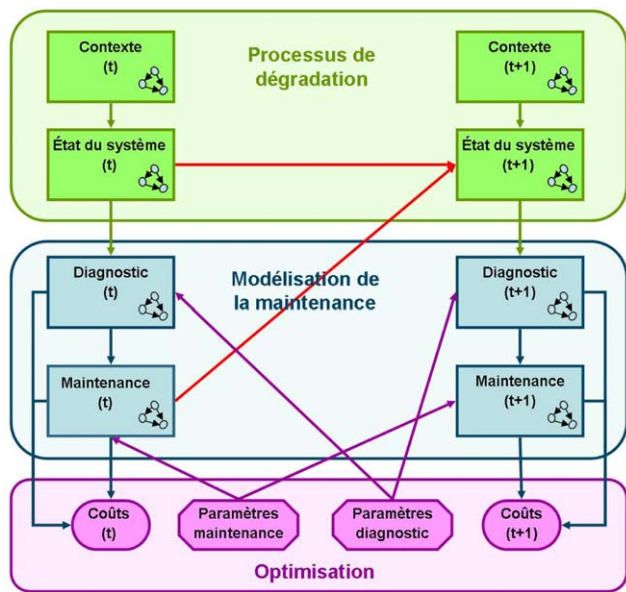 Contexte
(t)
Processus de
dégradation
Contexte
(t+1)
État du système
(t)
État du système
(t+1)
Diagnostic
(t)
Modélisation de
la maintenance
Diagnostic
(t+1)
Maintenance
(t)
Maintenance
(t+1)
Coûts
(t)
Paramètres
maintenance
Paramètres
diagnostic
Coûts
(t+1)
Optimisation